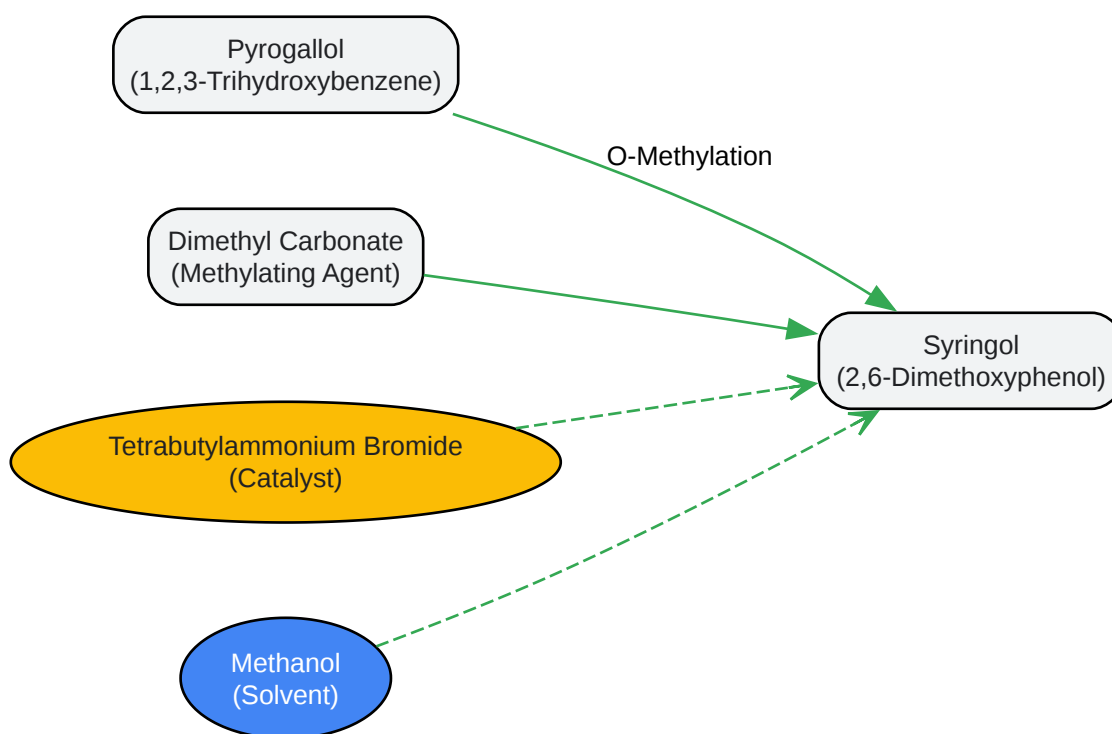 Pyrogallol
(1,2,3-Trihydroxybenzene)
O-Methylation
Dimethyl Carbonate
(Methylating Agent)
Syringol
(2,6-Dimethoxyphenol)
Tetrabutylammonium Bromide
(Catalyst)
Methanol
(Solvent)